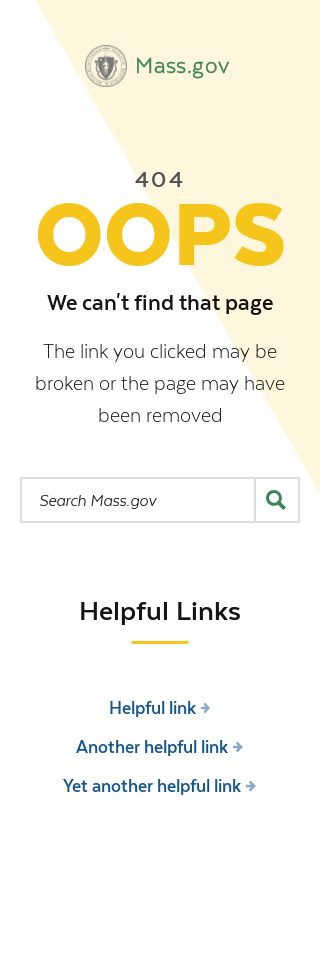 Mass.gov
404
OOPS
We can't find that page
The link you clicked may be
broken or the page may have
been removed
Search Mass.gov
Helpful Links
Helpful link
Another helpful link
Yet another helpful link